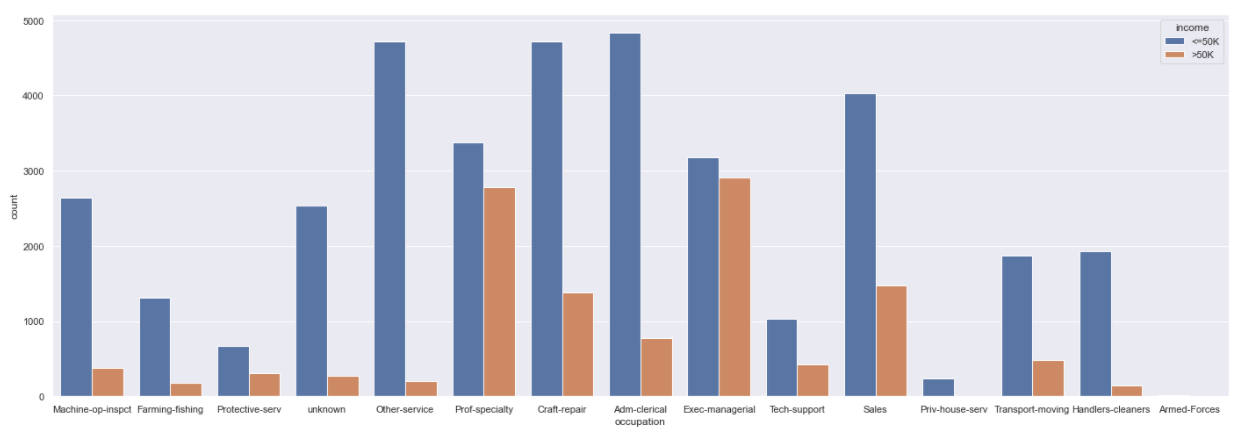 5000
4000
3000
2000
1000
0
count
income
<=50K
>50K
Machine-op-inspct Farming-fishing Protective-serv unknown Other-service Prof-specialty Craft-repair Adm-clerical Exec-managerial Tech-support Sales Priv-house-serv Transport-moving Handlers-cleaners Armed-Forces
occupation